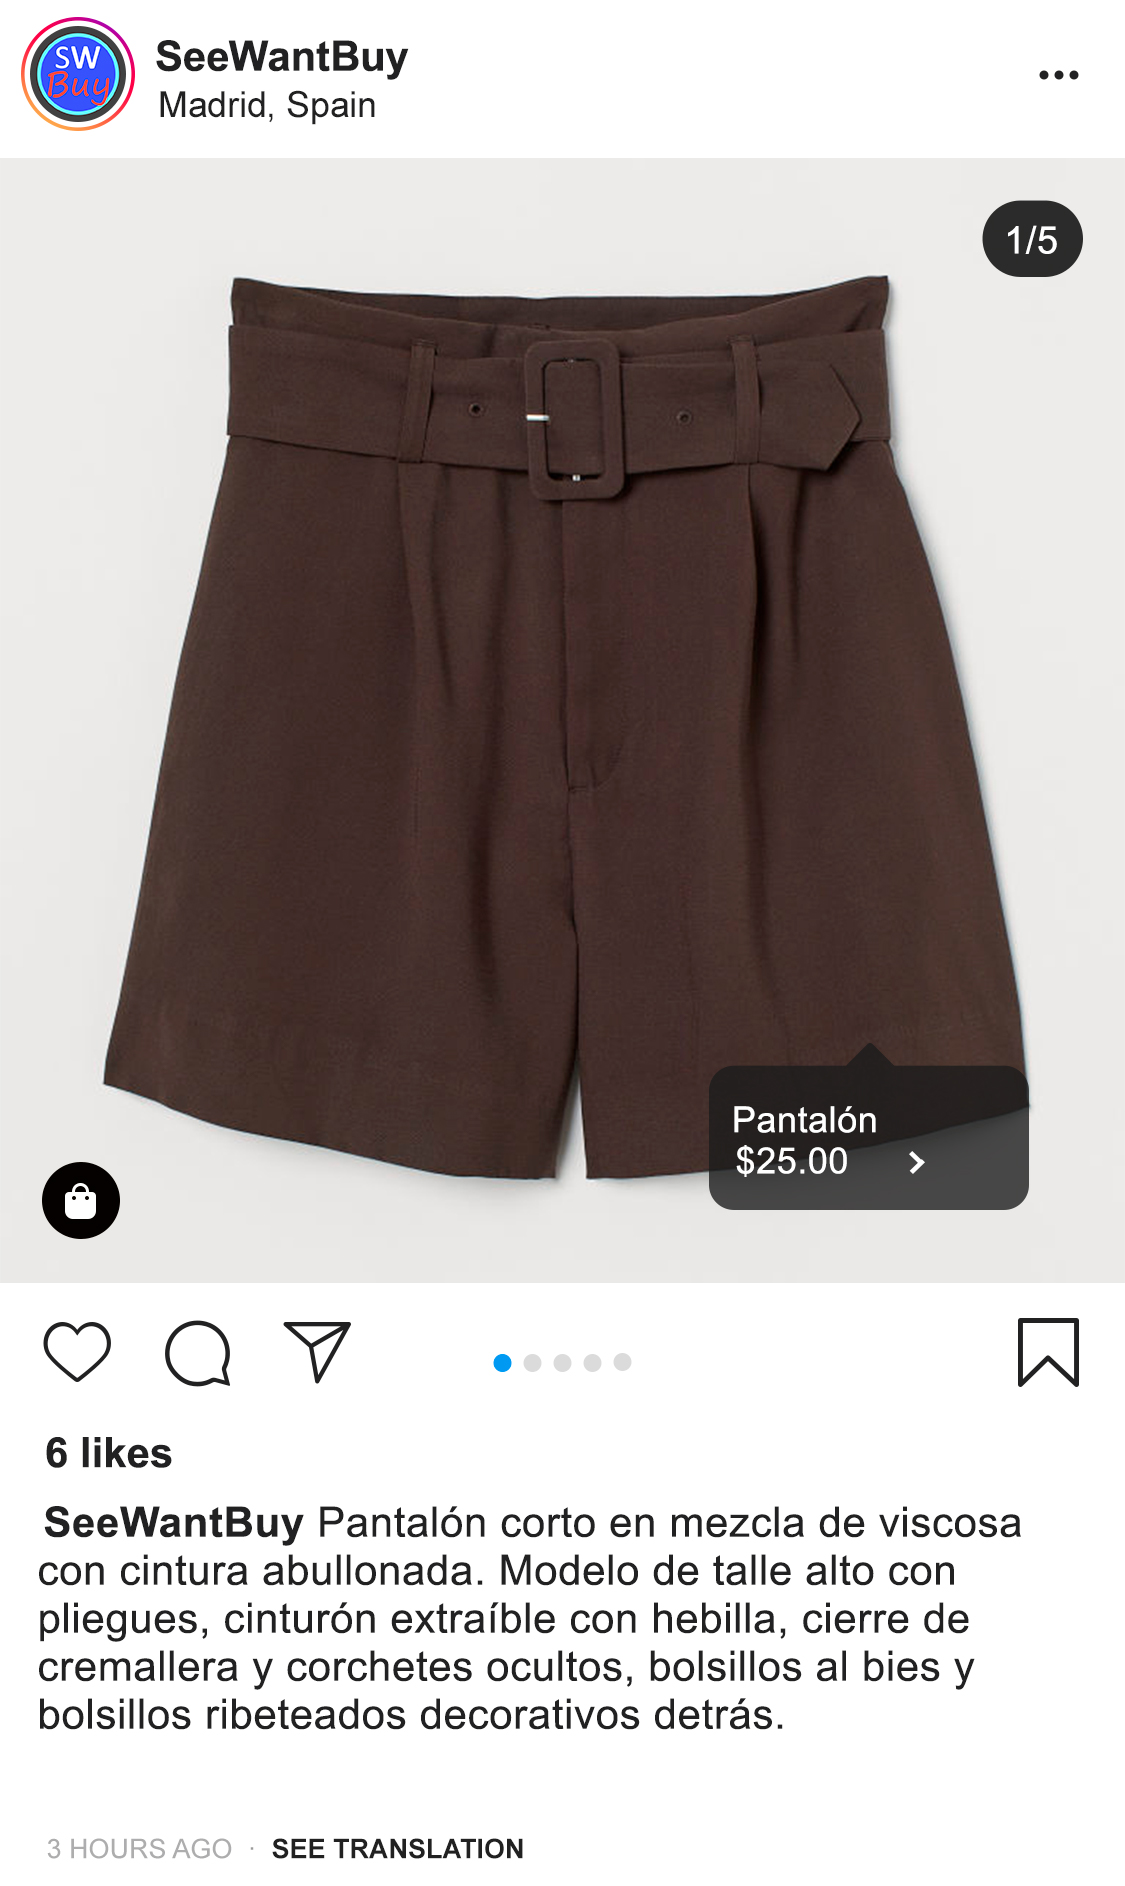 SW
Buy
SeeWantBuy
Madrid, Spain
1/5
Pantalón
$25.00
6 likes
SeeWantBuy Pantalón corto en mezcla de viscosa
con cintura abullonada. Modelo de talle alto con
pliegues, cinturón extraíble con hebilla, cierre de
cremallera y corchetes ocultos, bolsillos al bies y
bolsillos ribeteados decorativos detrás.
3 HOURS AGO · SEE TRANSLATION